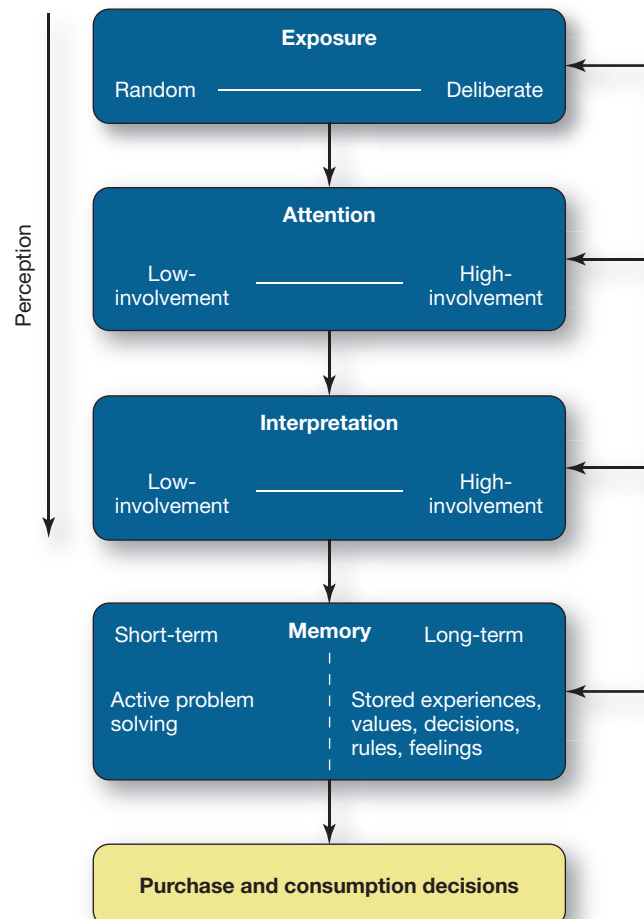 Perception
Exposure
Random Deliberate
Attention
Low-
involvement
High-
involvement
Interpretation
Low-
involvement
High-
involvement
Short-term Memory Long-term
Active problem
solving
Stored experiences,
values, decisions,
rules, feelings
Purchase and consumption decisions